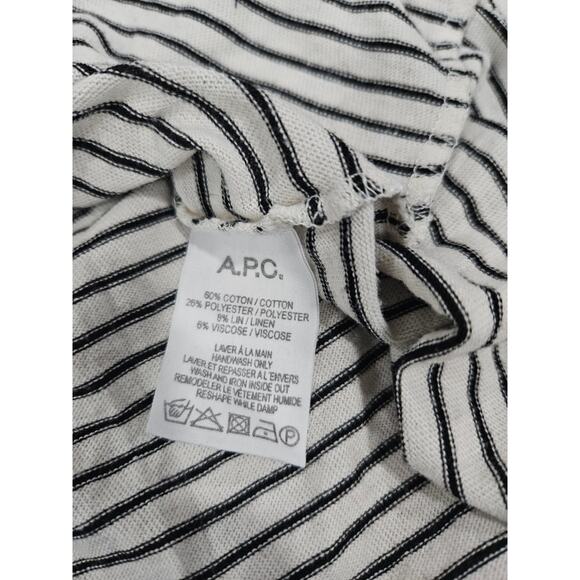 A.P.C.
60% COTON / COTTON
26% POLYESTER / POLYESTER
8% LIN / LINEN
6% VISCOSE / VISCOSE
LAVER À LA MAIN
HANDWASH ONLY
LAVER ET REPASSER A L'ENVERS
WASH AND IRON INSIDE OUT
REMODELER LE VÊTEMENT HUMIDE
RESHAPE WHILE DAMP
P